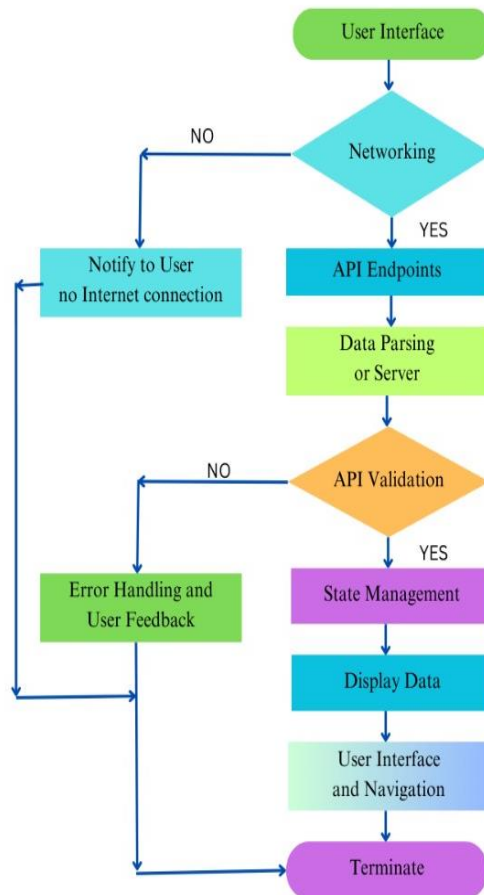 User Interface
NO
Networking
YES
Notify to User
no Internet connection
API Endpoints
Data Parsing
or Server
NO
API Validation
YES
Error Handling and
User Feedback
State Management
Display Data
User Interface
and Navigation
Terminate